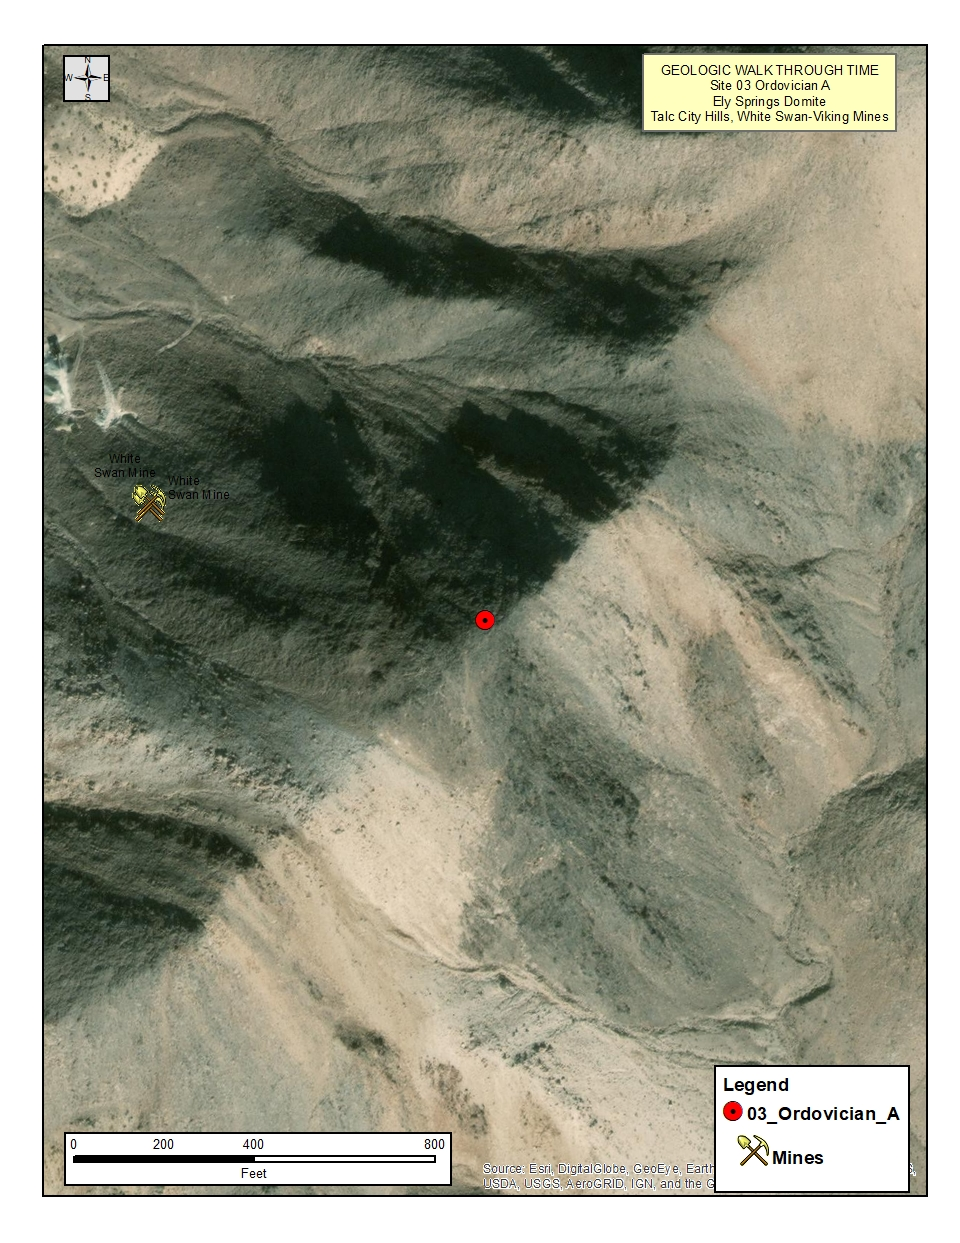 N
W E
S
GEOLOGIC WALK THROUGH TIME
Site 03 Ordovician A
Ely Springs Domite
Talc City Hills, White Swan-Viking Mines
White
Swan Mine
White
Swan Mine
Legend
03_Ordovician_A
Mines
0 200 400 800
Feet
Source: Esri, DigitalGlobe, GeoEye, Earth
USDA, USGS, AeroGRID, IGN, and the G